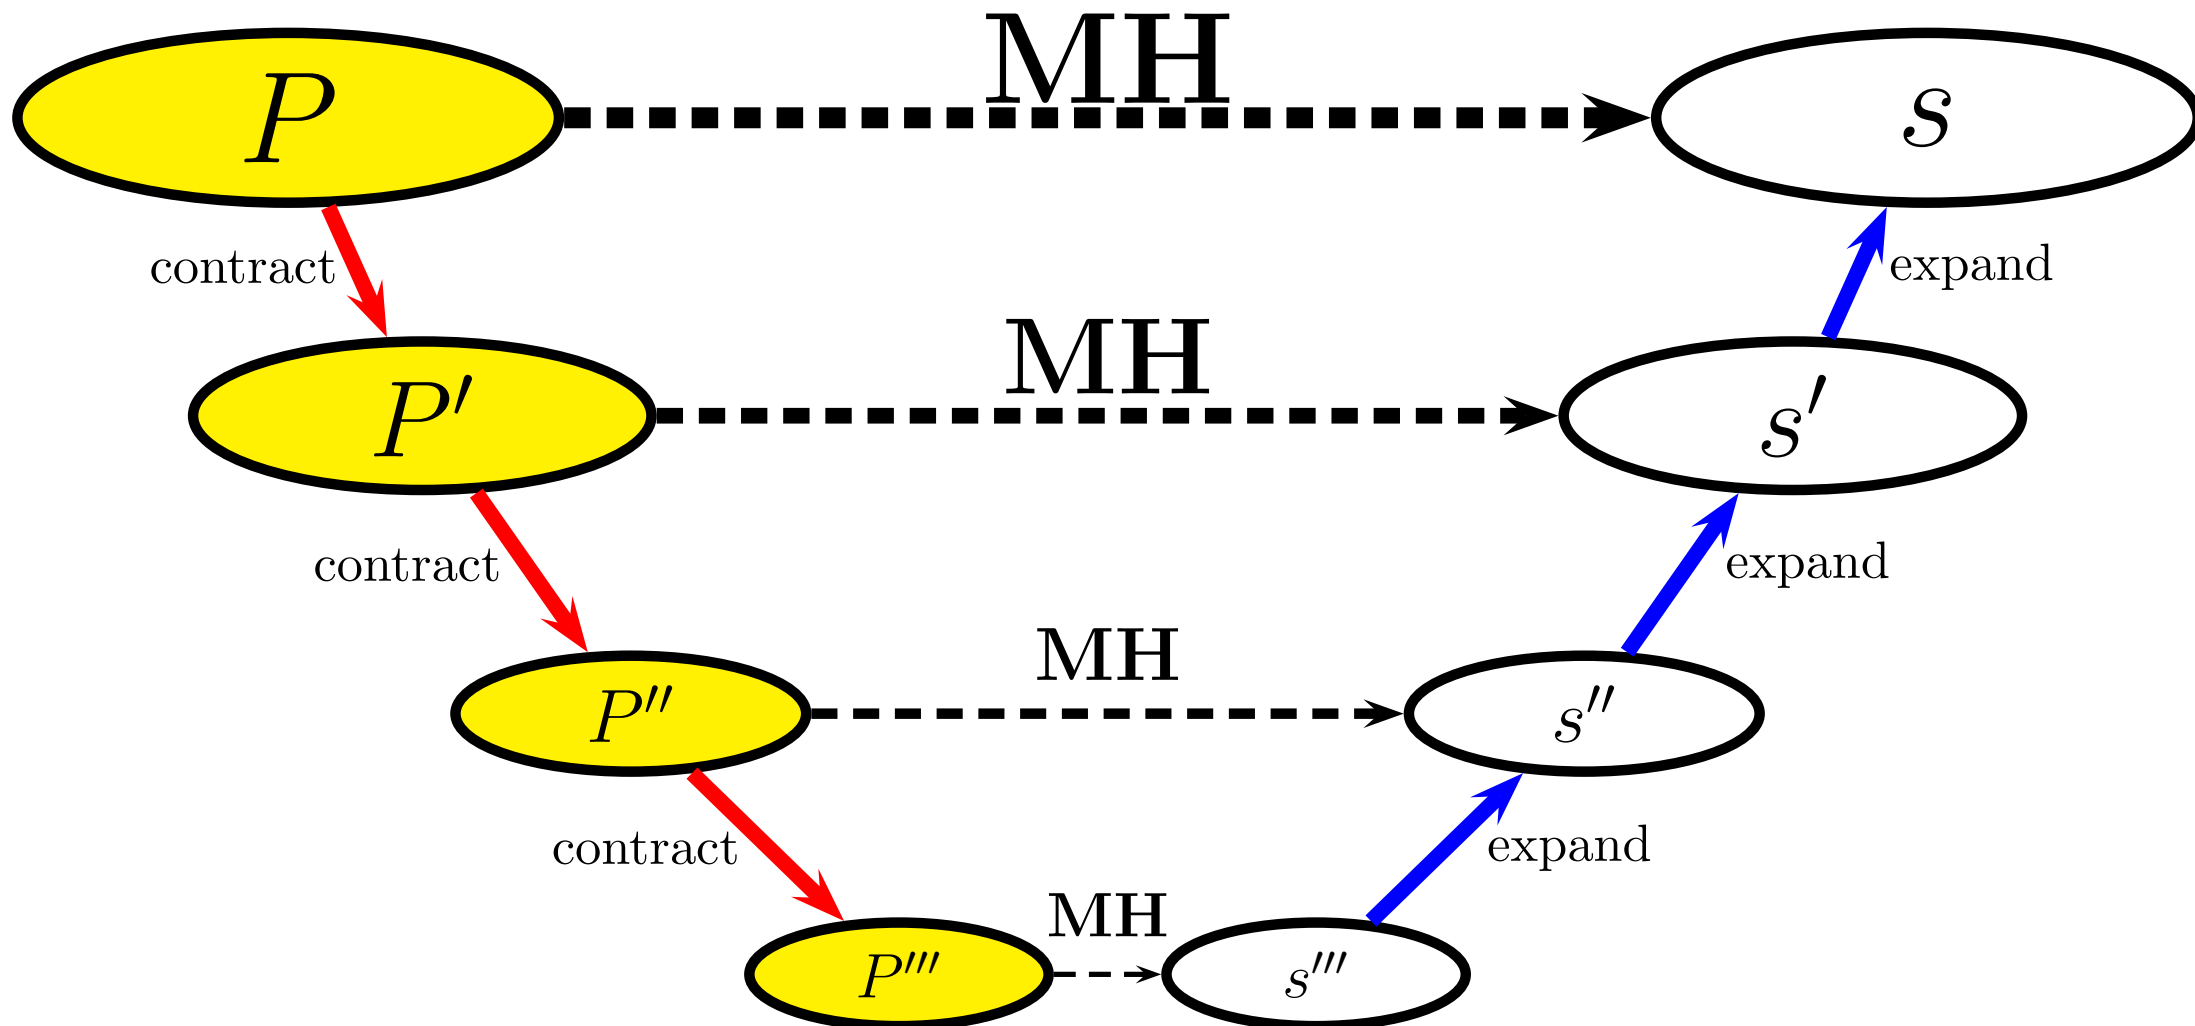 MH
P
s
contract
expand
MH
P′
s′
contract
expand
MH
P″
s″
contract
expand
MH
P‴
s‴